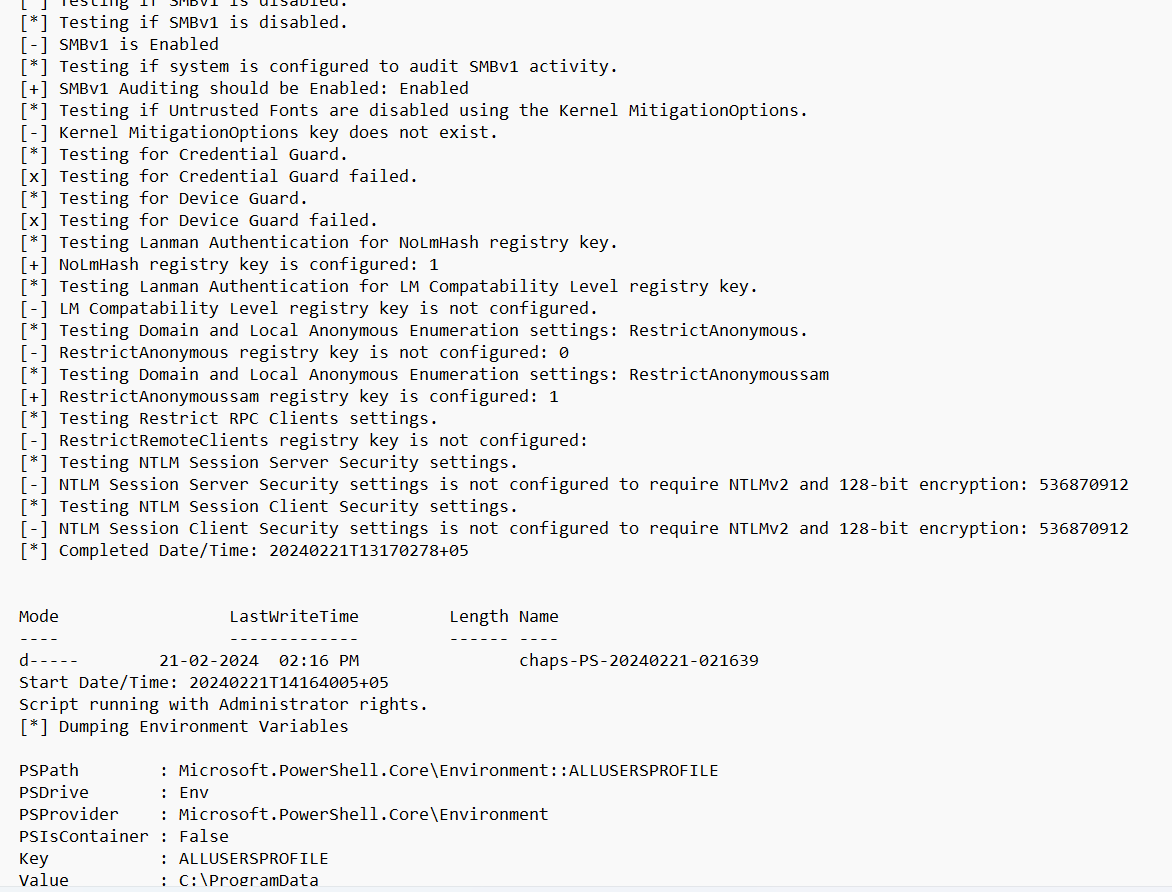 [*] Testing if SMBv1 is disabled.
[*] Testing if SMBv1 is disabled.
[-] SMBv1 is Enabled
[*] Testing if system is configured to audit SMBv1 activity.
[+] SMBv1 Auditing should be Enabled: Enabled
[*] Testing if Untrusted Fonts are disabled using the Kernel MitigationOptions.
[-] Kernel MitigationOptions key does not exist.
[*] Testing for Credential Guard.
[x] Testing for Credential Guard failed.
[*] Testing for Device Guard.
[x] Testing for Device Guard failed.
[*] Testing Lanman Authentication for NoLmHash registry key.
[+] NoLmHash registry key is configured: 1
[*] Testing Lanman Authentication for LM Compatability Level registry key.
[-] LM Compatability Level registry key is not configured.
[*] Testing Domain and Local Anonymous Enumeration settings: RestrictAnonymous.
[-] RestrictAnonymous registry key is not configured: 0
[*] Testing Domain and Local Anonymous Enumeration settings: RestrictAnonymoussam
[+] RestrictAnonymoussam registry key is configured: 1
[*] Testing Restrict RPC Clients settings.
[-] RestrictRemoteClients registry key is not configured:
[*] Testing NTLM Session Server Security settings.
[-] NTLM Session Server Security settings is not configured to require NTLMv2 and 128-bit encryption: 536870912
[*] Testing NTLM Session Client Security settings.
[-] NTLM Session Client Security settings is not configured to require NTLMv2 and 128-bit encryption: 536870912
[*] Completed Date/Time: 20240221T13170278+05
Mode LastWriteTime Length Name
---- ------------- ------ ----
d----- 21-02-2024 02:16 PM chaps-PS-20240221-021639
Start Date/Time: 20240221T14164005+05
Script running with Administrator rights.
[*] Dumping Environment Variables
PSPath : Microsoft.PowerShell.Core\Environment::ALLUSERSPROFILE
PSDrive : Env
PSProvider : Microsoft.PowerShell.Core\Environment
PSIsContainer : False
Key : ALLUSERSPROFILE
Value : C:\ProgramData